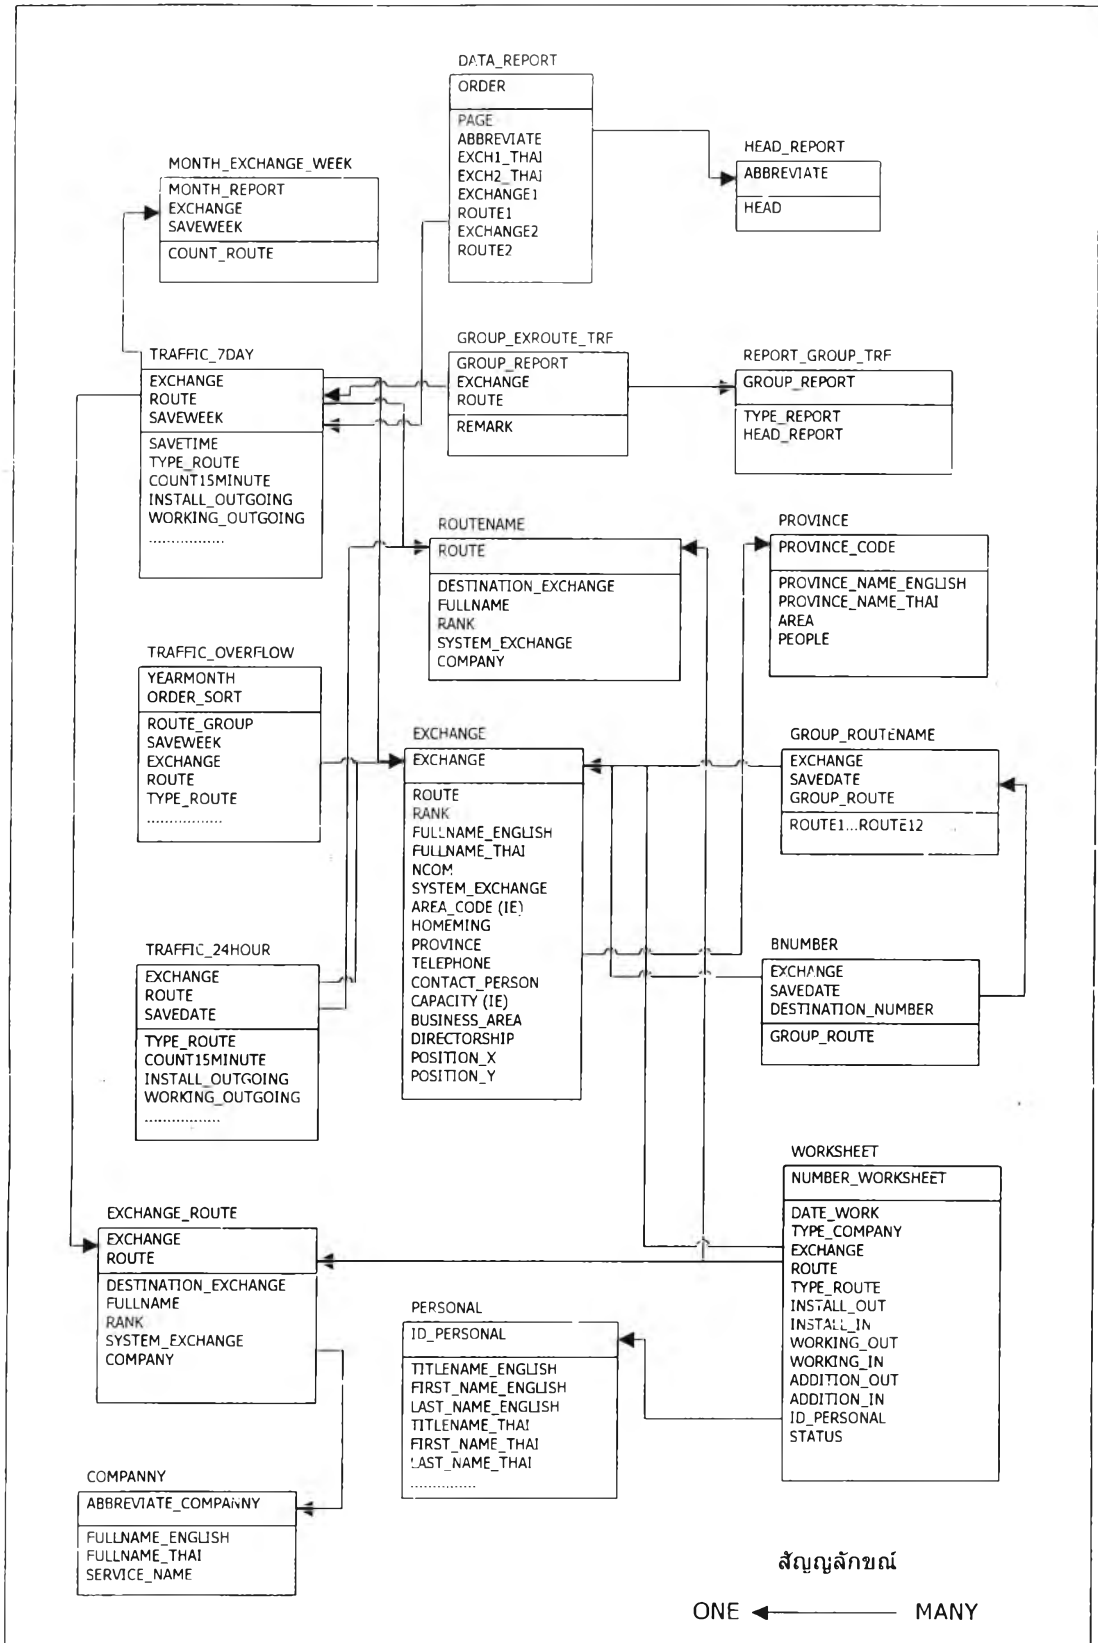 DATA_REPORT
ORDER
PAGE
ABBREVIATE
EXCH1_THAI
EXCH2_THAI
EXCHANGE1
ROUTE1
EXCHANGE2
ROUTE2
HEAD_REPORT
ABBREVIATE
HEAD
MONTH_EXCHANGE_WEEK
MONTH_REPORT
EXCHANGE
SAVEWEEK
COUNT_ROUTE
TRAFFIC_7DAY
EXCHANGE
ROUTE
SAVEWEEK
SAVETIME
TYPE_ROUTE
COUNT15MINUTE
INSTALL_OUTGOING
WORKING_OUTGOING
.................
GROUP_EXROUTE_TRF
GROUP_REPORT
EXCHANGE
ROUTE
REMARK
REPORT_GROUP_TRF
GROUP_REPORT
TYPE_REPORT
HEAD_REPORT
ROUTENAME
ROUTE
DESTINATION_EXCHANGE
FULLNAME
RANK
SYSTEM_EXCHANGE
COMPANY
PROVINCE
PROVINCE_CODE
PROVINCE_NAME_ENGLISH
PROVINCE_NAME_THAI
AREA
PEOPLE
TRAFFIC_OVERFLOW
YEARMONTH
ORDER_SORT
ROUTE_GROUP
SAVEWEEK
EXCHANGE
ROUTE
TYPE_ROUTE
.................
EXCHANGE
EXCHANGE
ROUTE
RANK
FULLNAME_ENGLISH
FULLNAME_THAI
NCOM
SYSTEM_EXCHANGE
AREA_CODE (IE)
HOMEMING
PROVINCE
TELEPHONE
CONTACT_PERSON
CAPACITY (IE)
BUSINESS_AREA
DIRECTORSHIP
POSITION_X
POSITION_Y
GROUP_ROUTENAME
EXCHANGE
SAVEDATE
GROUP_ROUTE
ROUTE1...ROUTE12
TRAFFIC_24HOUR
EXCHANGE
ROUTE
SAVEDATE
TYPE_ROUTE
COUNT15MINUTE
INSTALL_OUTGOING
WORKING_OUTGOING
.................
BNUMBER
EXCHANGE
SAVEDATE
DESTINATION_NUMBER
GROUP_ROUTE
WORKSHEET
NUMBER_WORKSHEET
DATE_WORK
TYPE_COMPANY
EXCHANGE
ROUTE
TYPE_ROUTE
INSTALL_OUT
INSTALL_IN
WORKING_OUT
WORKING_IN
ADDITION_OUT
ADDITION_IN
ID_PERSONAL
STATUS
EXCHANGE_ROUTE
EXCHANGE
ROUTE
DESTINATION_EXCHANGE
FULLNAME
RANK
SYSTEM_EXCHANGE
COMPANY
PERSONAL
ID_PERSONAL
TITLENAME_ENGLISH
FIRST_NAME_ENGLISH
LAST_NAME_ENGLISH
TITLENAME_THAI
FIRST_NAME_THAI
LAST_NAME_THAI
...............
COMPANNY
ABBREVIATE_COMPANNY
FULLNAME_ENGLISH
FULLNAME_THAI
SERVICE_NAME
สัญญลักขณ์
ONE MANY